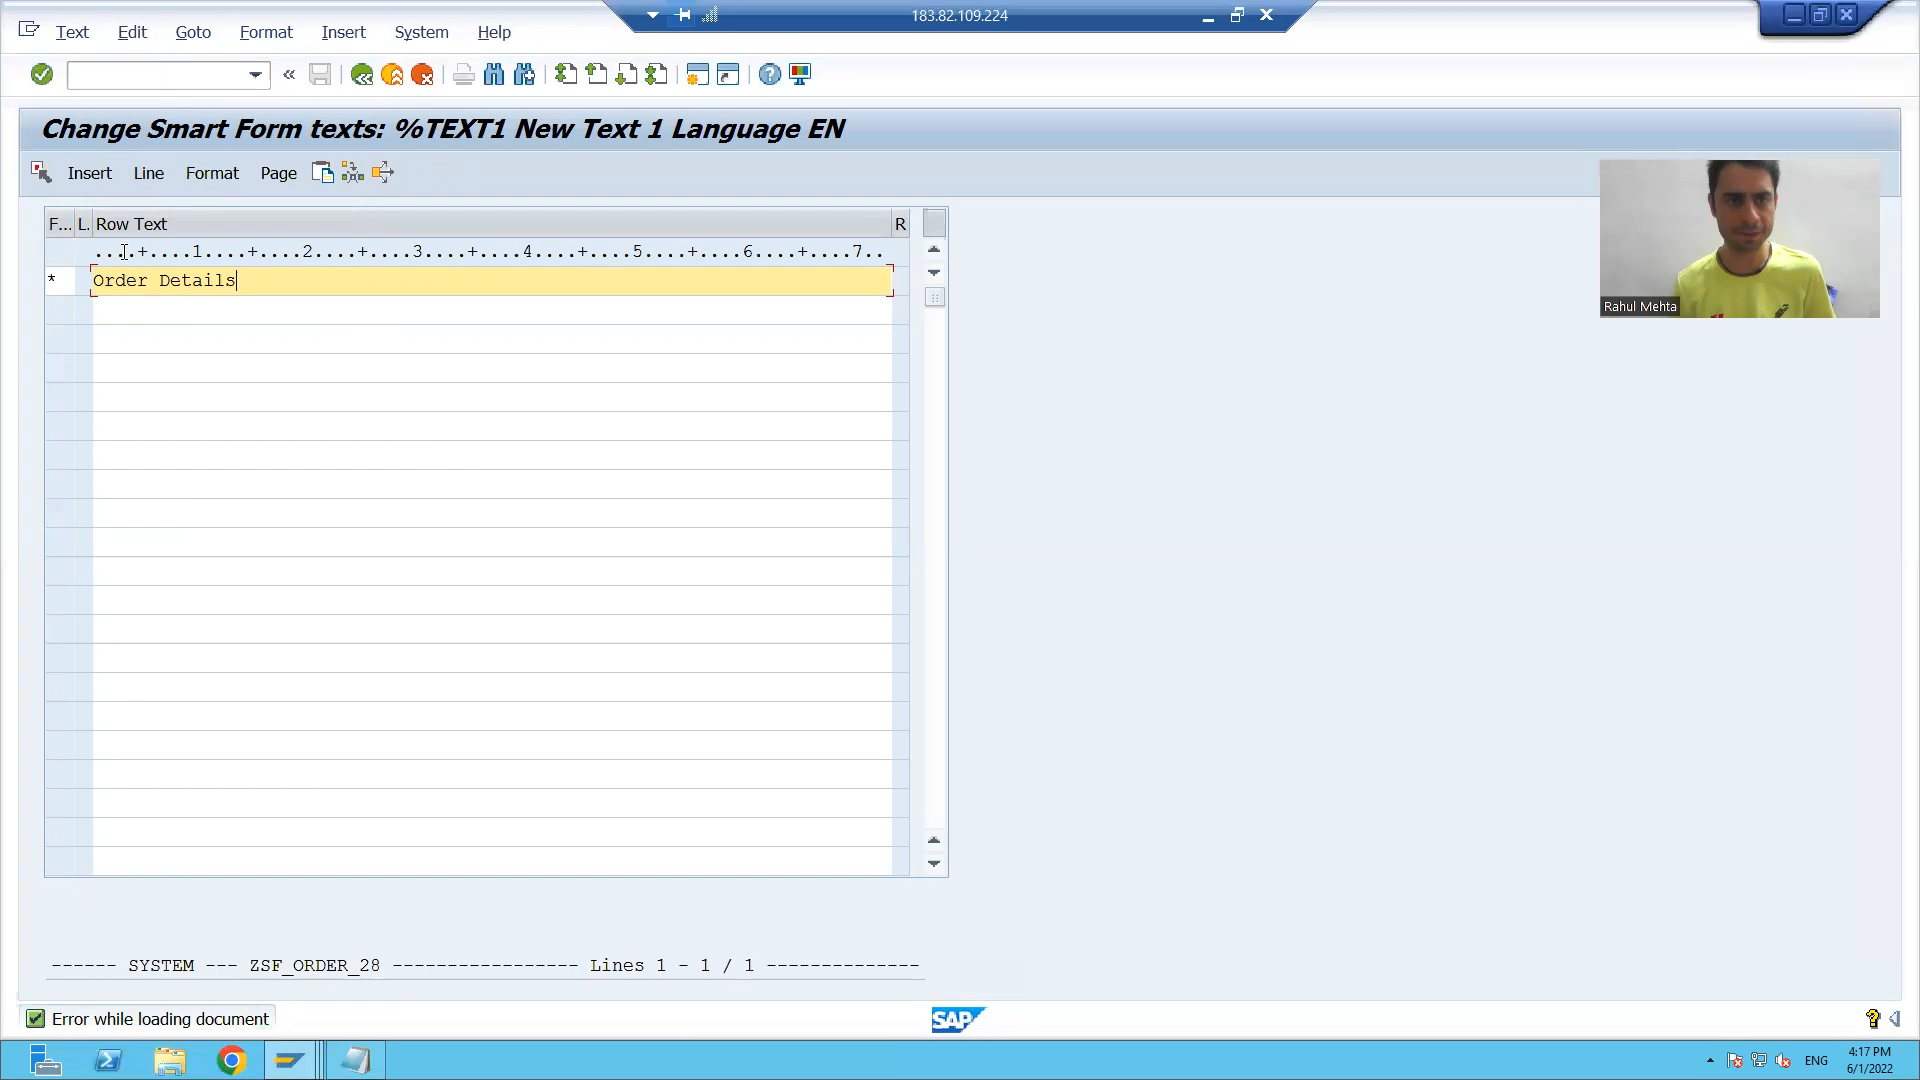 183.82.109.224
Text Edit Goto Format Insert System Help
Change Smart Form texts: %TEXT1 New Text 1 Language EN
Insert Line Format Page
F... L. Row Text R
....+....1....+....2....+....3....+....4....+....5....+....6....+....7..
* Order Details
Rahul Mehta
------ SYSTEM --- ZSF_ORDER_28 ----------------- Lines 1 - 1 / 1 --------------
Error while loading document
SAP
ENG
4:17 PM
6/1/2022